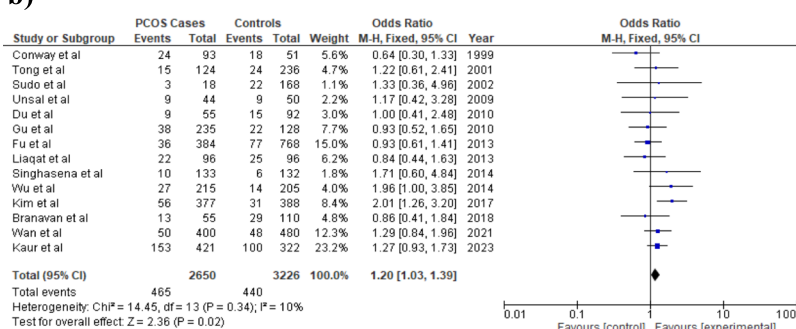 b)
PCOS Cases Controls Odds Ratio Odds Ratio
Study or Subgroup Events Total Events Total Weight M-H, Fixed, 95% CI Year M-H, Fixed, 95% CI
Conway et al 24 93 18 51 5.6% 0.64 [0.30, 1.33] 1999
Tong et al 15 124 24 236 4.7% 1.22 [0.61, 2.41] 2001
Sudo et al 3 18 22 168 1.1% 1.33 [0.36, 4.96] 2002
Unsal et al 9 44 9 50 2.2% 1.17 [0.42, 3.28] 2009
Du et al 9 55 15 92 2.9% 1.00 [0.41, 2.48] 2010
Gu et al 38 235 22 128 7.7% 0.93 [0.52, 1.65] 2010
Fu et al 36 384 77 768 15.0% 0.93 [0.61, 1.41] 2013
Liaqat et al 22 96 25 96 6.2% 0.84 [0.44, 1.63] 2013
Singhasena et al 10 133 6 132 1.8% 1.71 [0.60, 4.84] 2014
Wu et al 27 215 14 205 4.0% 1.96 [1.00, 3.85] 2014
Kim et al 56 377 31 388 8.4% 2.01 [1.26, 3.20] 2017
Branavan et al 13 55 29 110 4.8% 0.86 [0.41, 1.84] 2018
Wan et al 50 400 48 480 12.3% 1.29 [0.84, 1.96] 2021
Kaur et al 153 421 100 322 23.2% 1.27 [0.93, 1.73] 2023
Total (95% CI) 2650 3226 100.0% 1.20 [1.03, 1.39]
Total events 465 440
Heterogeneity: Chi² = 14.45, df = 13 (P = 0.34); I² = 10%
Test for overall effect: Z = 2.36 (P = 0.02)
0.01 0.1 1 10 100
Favours [control] Favours [experimental]